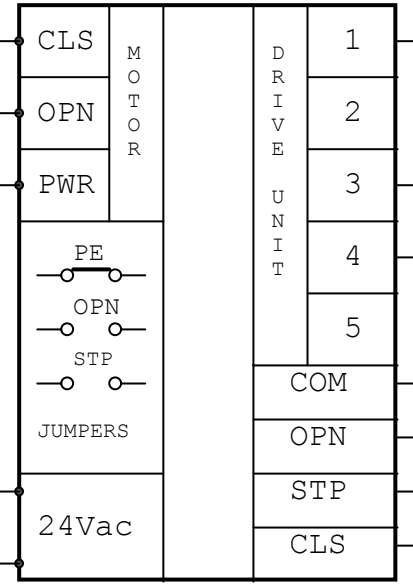 CLS
OPN
PWR
MOTOR
PE
OPN
STP
JUMPERS
24Vac
DRIVE UNIT
1
2
3
4
5
COM
OPN
STP
CLS